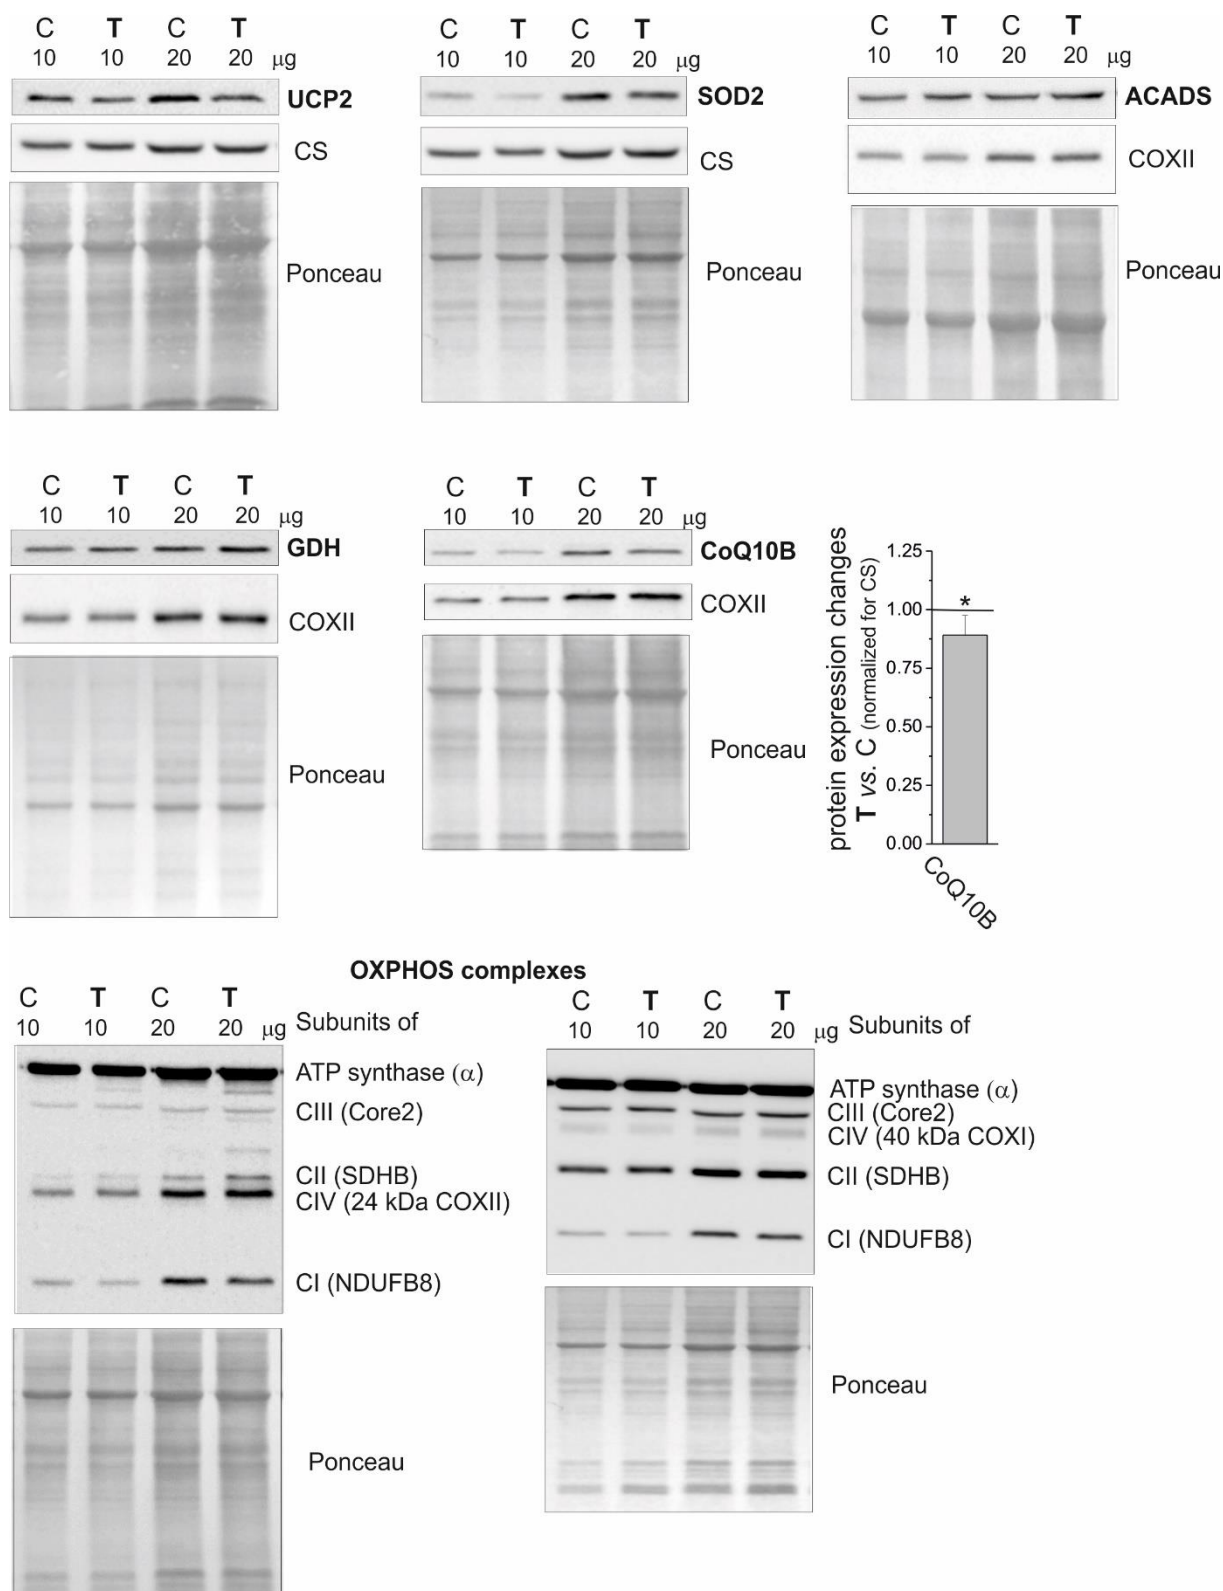 C T C T
10 10 20 20 μg
UCP2
CS
Ponceau
C T C T
10 10 20 20 μg
SOD2
CS
Ponceau
C T C T
10 10 20 20 μg
ACADS
COXII
Ponceau
C T C T
10 10 20 20 μg
GDH
COXII
Ponceau
C T C T
10 10 20 20 μg
CoQ10B
COXII
Ponceau
protein expression changes
T vs. C (normalized for CS)
1.25
1.00
0.75
0.50
0.25
0.00
*
CoQ10B
OXPHOS complexes
C T C T
10 10 20 20 μg Subunits of
ATP synthase (α)
CIII (Core2)
CII (SDHB)
CIV (24 kDa COXII)
CI (NDUFB8)
Ponceau
C T C T
10 10 20 20 μg Subunits of
ATP synthase (α)
CIII (Core2)
CIV (40 kDa COXI)
CII (SDHB)
CI (NDUFB8)
Ponceau